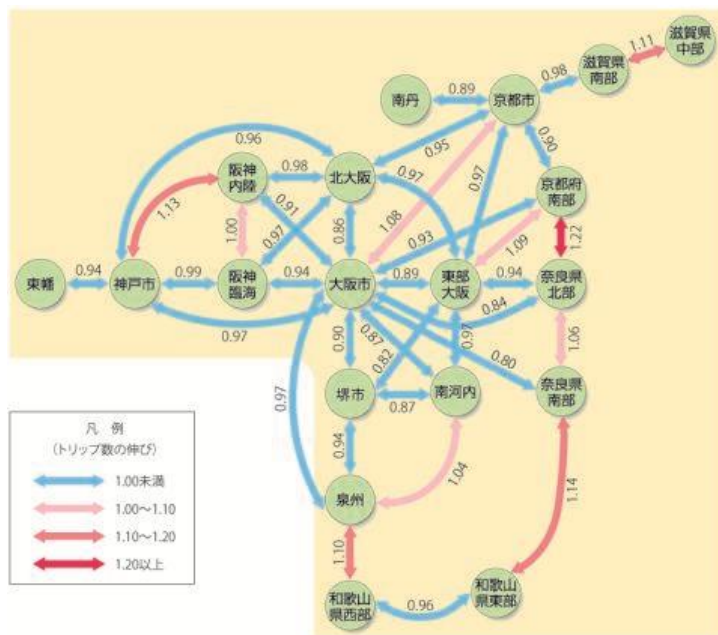 滋賀県
中部
1.11
滋賀県
南部
0.98
南丹
0.89
京都市
0.96
0.95
0.90
阪神
内陸
0.98
北大阪
0.97
0.97
京都府
南部
1.13
0.91
1.08
1.00
0.97
0.86
0.93
1.09
1.22
東幡
0.94
神戸市
0.99
阪神
臨海
0.94
大阪市
0.89
東部
大阪
0.94
奈良県
北部
0.84
0.97
0.90
0.87
0.82
0.97
0.80
1.06
0.97
堺市
0.87
南河内
奈良県
南部
凡 例
(トリップ数の伸び)
1.00未満
1.00～1.10
1.10～1.20
1.20以上
0.94
1.04
1.14
泉州
1.10
和歌山
県西部
0.96
和歌山
県東部